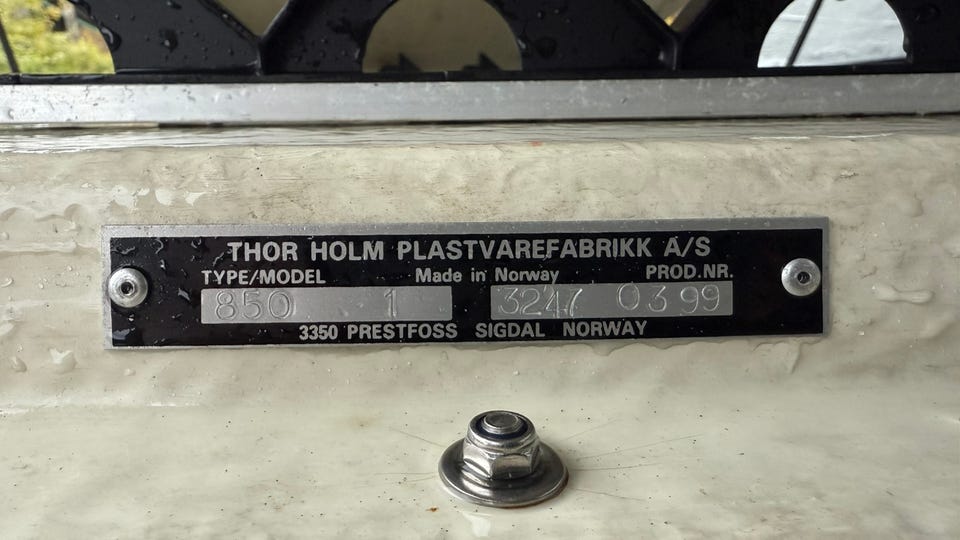 THOR HOLM PLASTVAREFABRIKK A/S
TYPE/MODEL Made in Norway PROD.NR.
850 1 3247 0399
3350 PRESTFOSS SIGDAL NORWAY